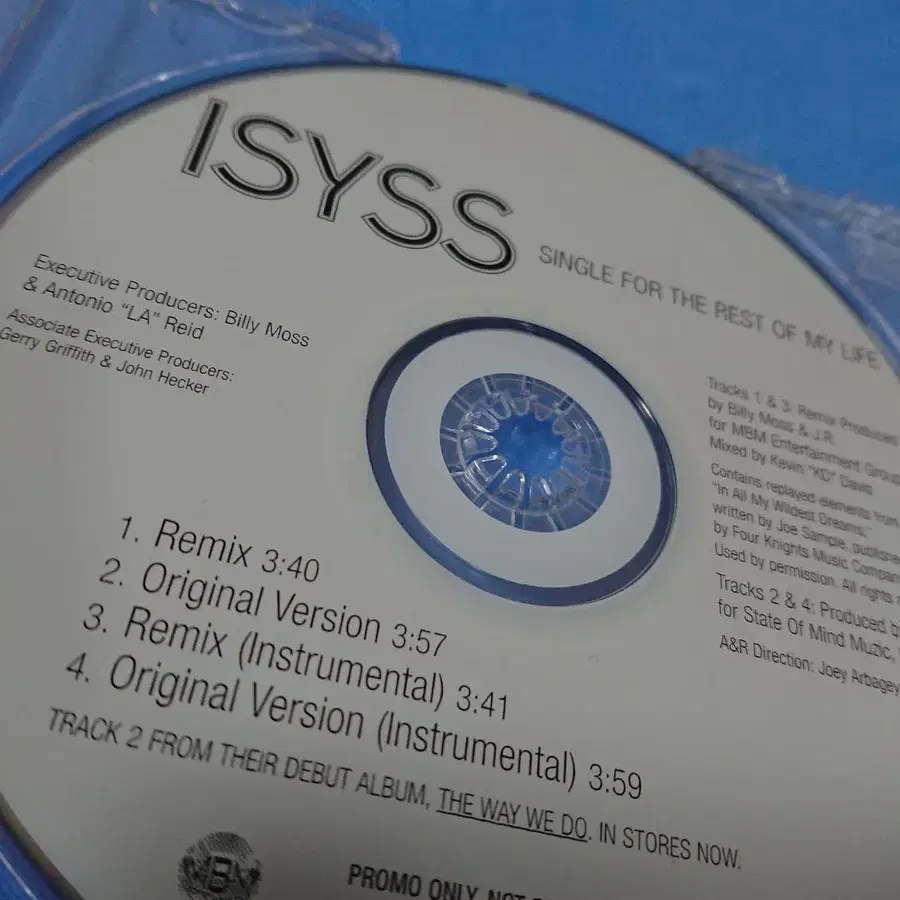 ISYSS
SINGLE FOR THE REST OF MY LIFE
Executive Producers: Billy Moss
& Antonio "LA" Reid
Associate Executive Producers:
Gerry Griffith & John Hecker
Tracks 1 & 3: Remix Produced
by Billy Moss & J.R.
for MBM Entertainment Group
Mixed by Kevin "KD" Davis
Contains replayed elements from
"In All My Wildest Dreams,"
written by Joe Sample, published
by Four Knights Music Company
Used by permission. All rights
Tracks 2 & 4: Produced by
for State Of Mind Muzic,
A&R Direction: Joey Arbagey
1. Remix 3:40
2. Original Version 3:57
3. Remix (Instrumental) 3:41
4. Original Version (Instrumental) 3:59
TRACK 2 FROM THEIR DEBUT ALBUM, THE WAY WE DO. IN STORES NOW.
MBM
PROMO ONLY, NOT